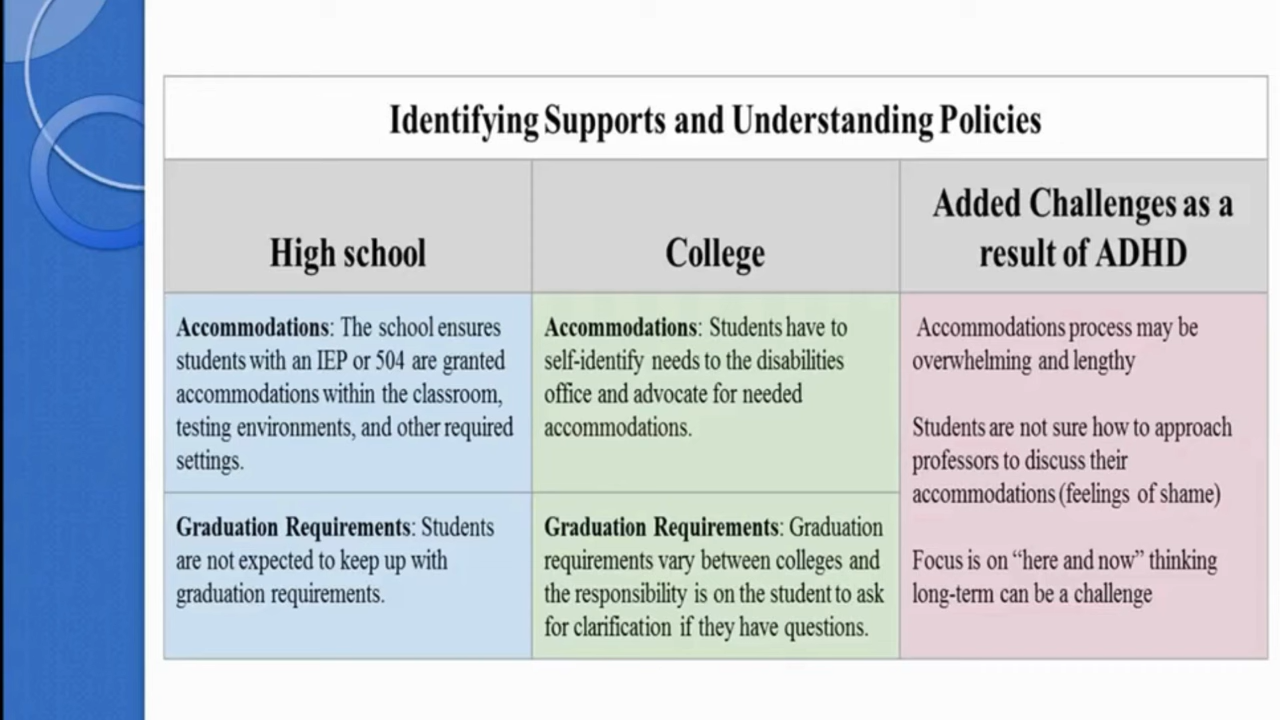 Identifying Supports and Understanding Policies
High school
College
Added Challenges as a
result of ADHD
Accommodations: The school ensures
students with an IEP or 504 are granted
accommodations within the classroom,
testing environments, and other required
settings.
Accommodations: Students have to
self-identify needs to the disabilities
office and advocate for needed
accommodations.
Accommodations process may be
overwhelming and lengthy
Students are not sure how to approach
professors to discuss their
accommodations (feelings of shame)
Focus is on “here and now” thinking
long-term can be a challenge
Graduation Requirements: Students
are not expected to keep up with
graduation requirements.
Graduation Requirements: Graduation
requirements vary between colleges and
the responsibility is on the student to ask
for clarification if they have questions.